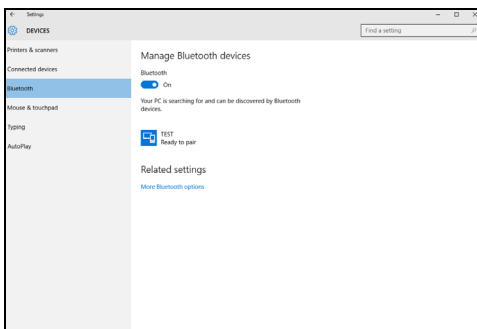 Settings
DEVICES
Find a setting
Printers & scanners
Connected devices
Bluetooth
Mouse & touchpad
Typing
AutoPlay
Manage Bluetooth devices
Bluetooth
On
Your PC is searching for and can be discovered by Bluetooth
devices.
TEST
Ready to pair
Related settings
More Bluetooth options